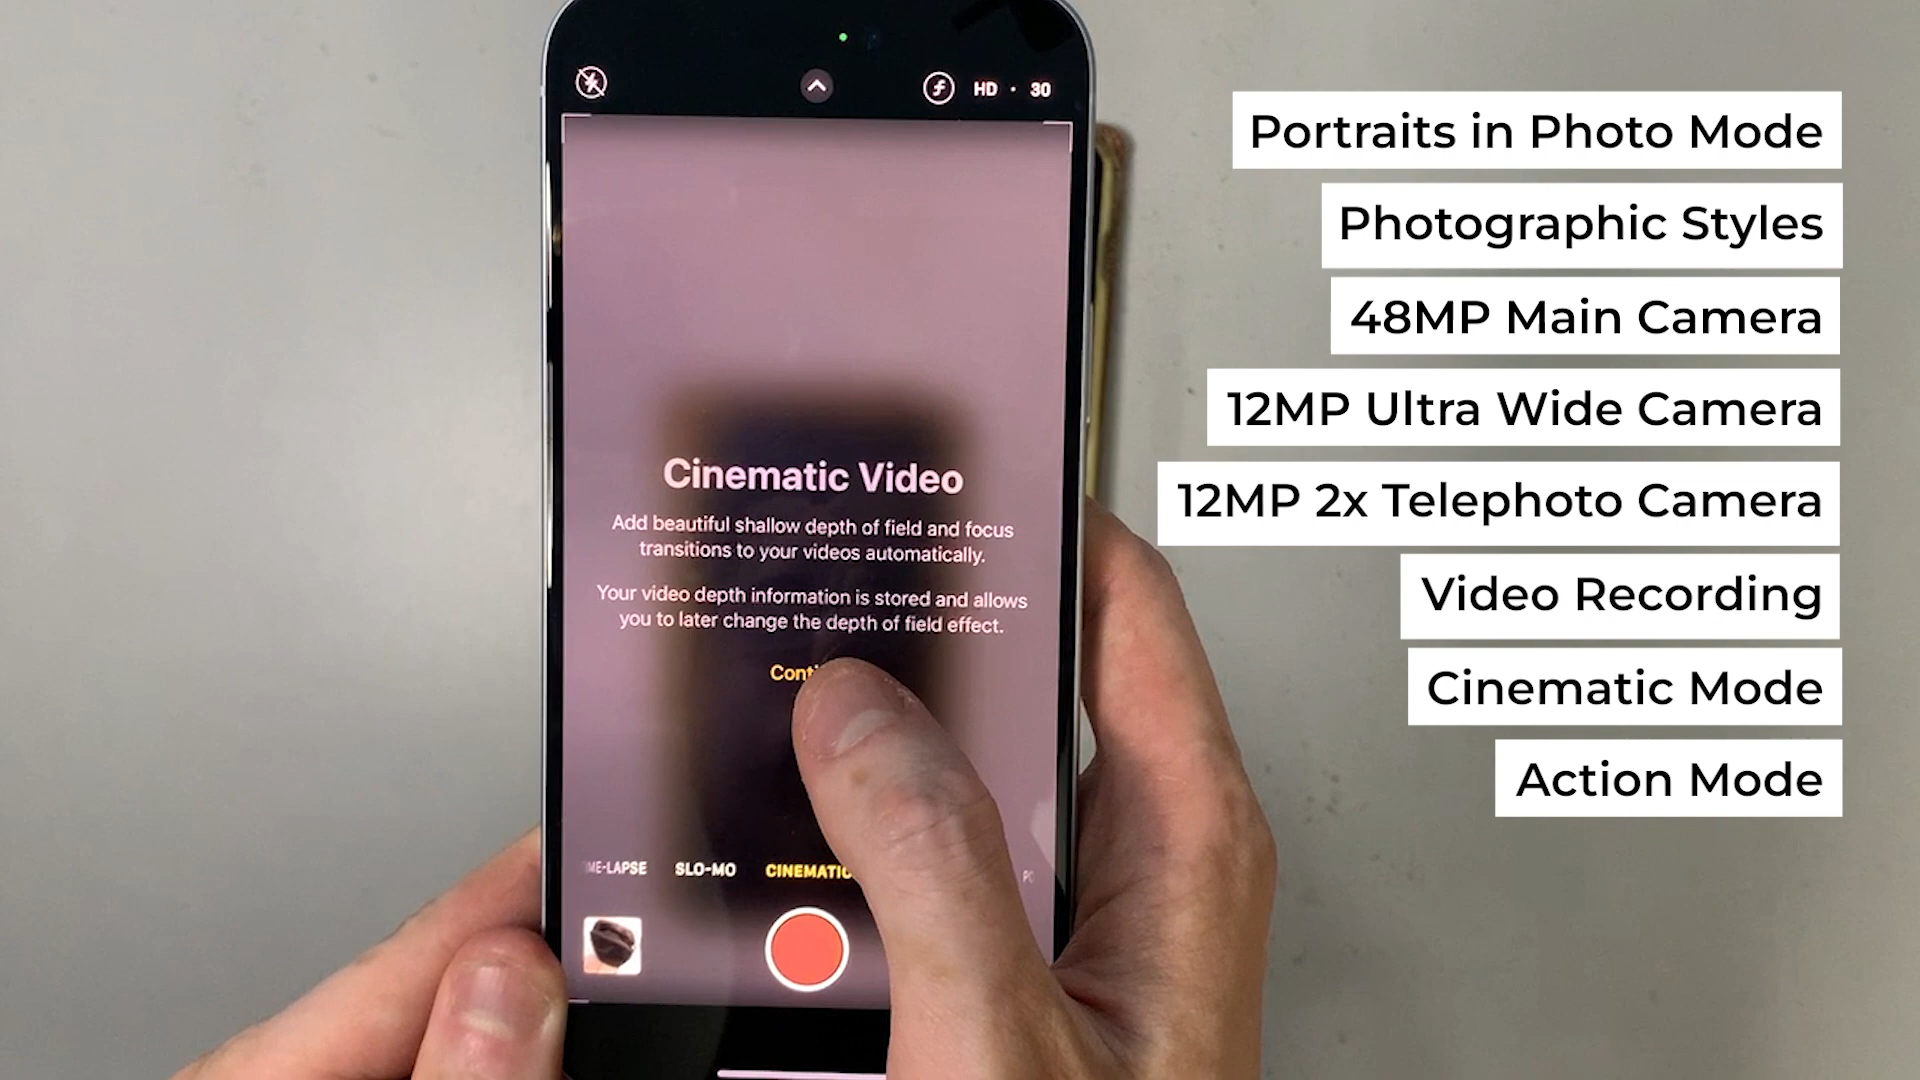 HD · 30
Cinematic Video
Add beautiful shallow depth of field and focus
transitions to your videos automatically.
Your video depth information is stored and allows
you to later change the depth of field effect.
SLO-MO
CINEMATIC
Portraits in Photo Mode
Photographic Styles
48MP Main Camera
12MP Ultra Wide Camera
12MP 2x Telephoto Camera
Video Recording
Cinematic Mode
Action Mode